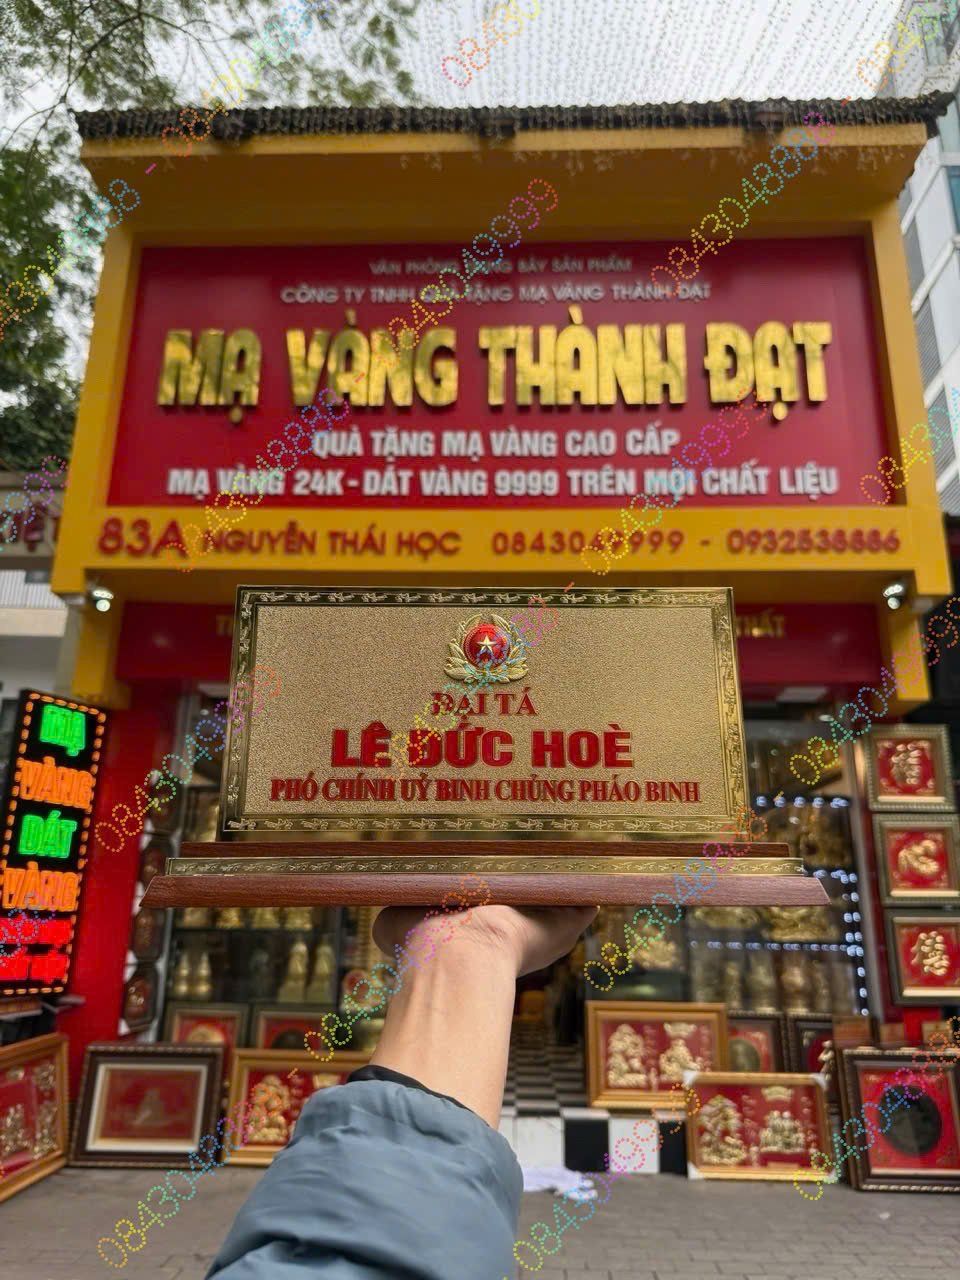 VĂN PHÒNG TRƯNG BÀY SẢN PHẨM
CÔNG TY TNHH QUÀ TẶNG MẠ VÀNG THÀNH ĐẠT
MẠ VÀNG THÀNH ĐẠT
QUÀ TẶNG MẠ VÀNG CAO CẤP
MẠ VÀNG 24K - DÁT VÀNG 9999 TRÊN MỌI CHẤT LIỆU
83A NGUYỄN THÁI HỌC 0843049999 - 0932538886
THẤT
ĐẠI TÁ
LÊ ĐỨC HOÈ
PHÓ CHÍNH UỶ BINH CHỦNG PHÁO BINH
MẠ
VÀNG
DÁT
VÀNG
0843049999 - 0843048888